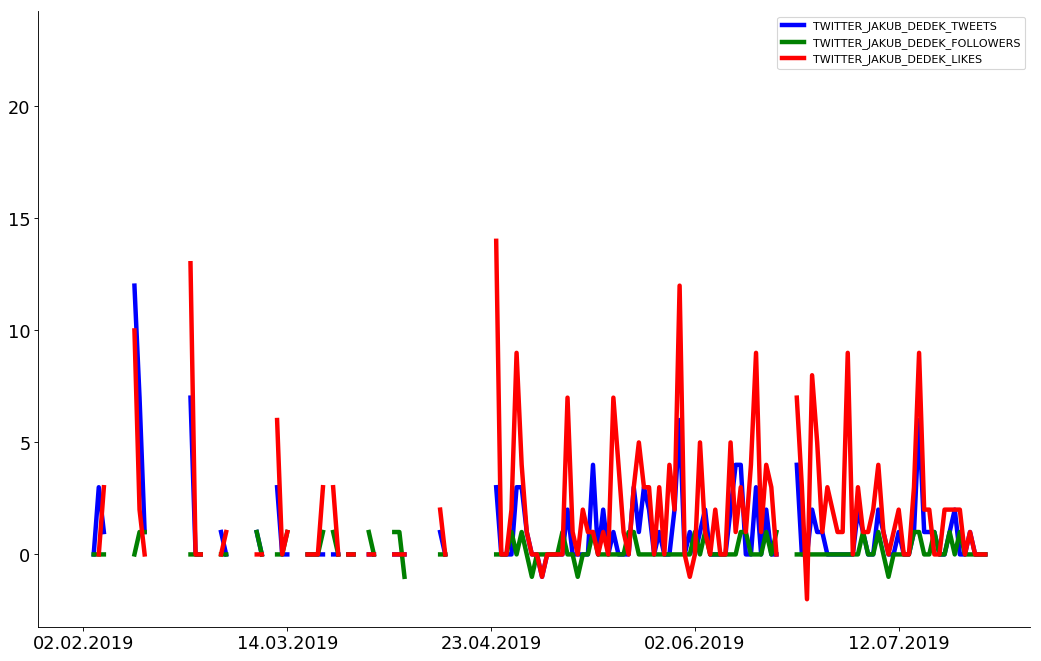 TWITTER_JAKUB_DEDEK_TWEETS
TWITTER_JAKUB_DEDEK_FOLLOWERS
TWITTER_JAKUB_DEDEK_LIKES
20
15
10
5
0
02.02.2019 14.03.2019 23.04.2019 02.06.2019 12.07.2019